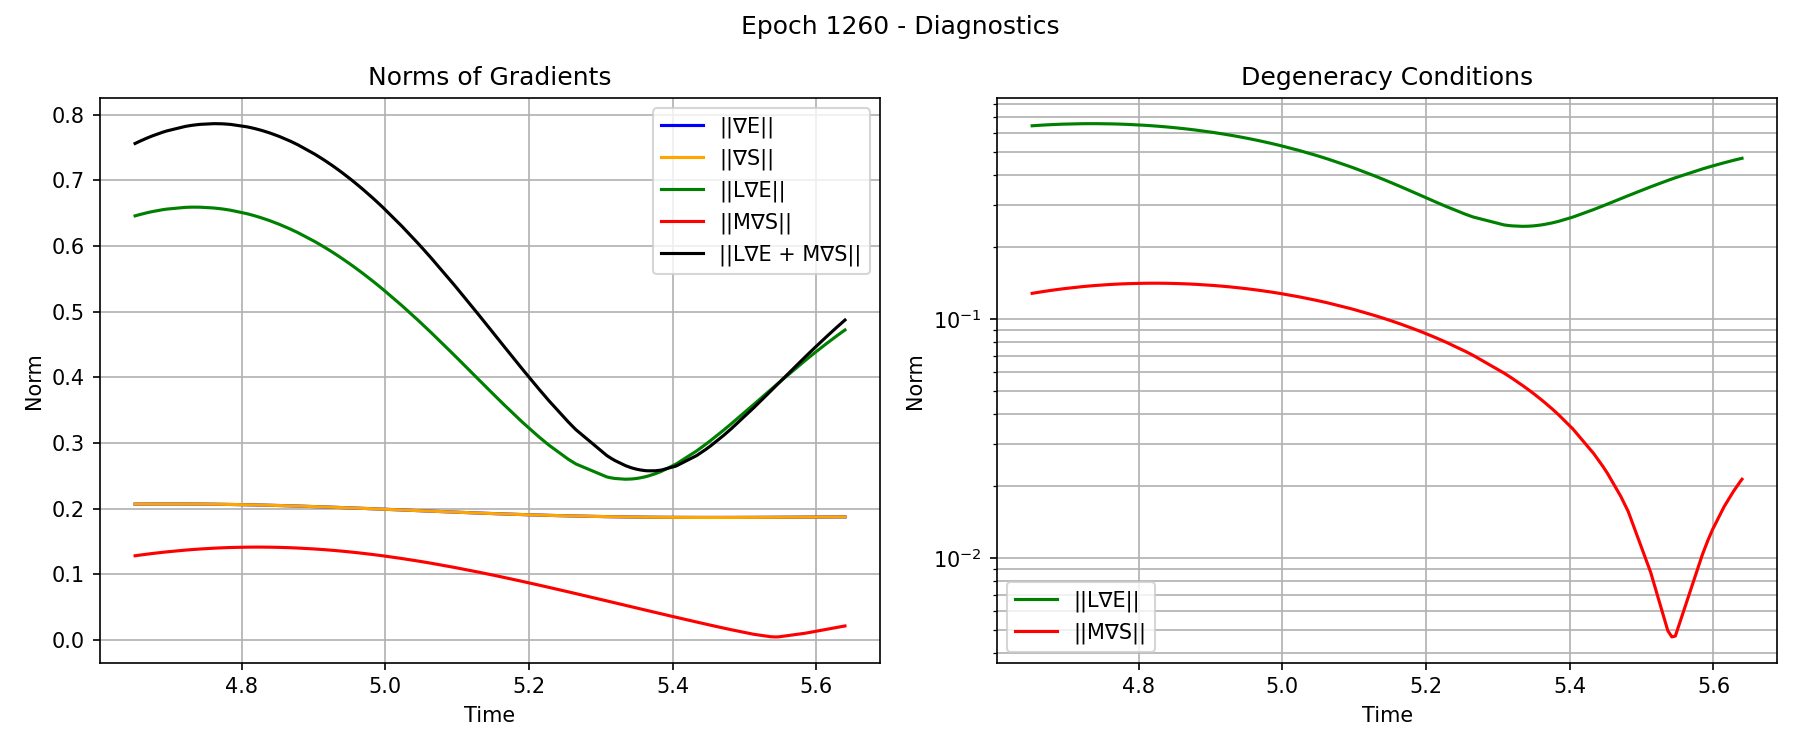 Epoch 1260 - Diagnostics
Norms of Gradients
0.8
0.7
0.6
0.5
0.4
0.3
0.2
0.1
0.0
Norm
4.8 5.0 5.2 5.4 5.6
Time
||∇E||
||∇S||
||L∇E||
||M∇S||
||L∇E + M∇S||
Degeneracy Conditions
10⁻¹
10⁻²
Norm
4.8 5.0 5.2 5.4 5.6
Time
||L∇E||
||M∇S||